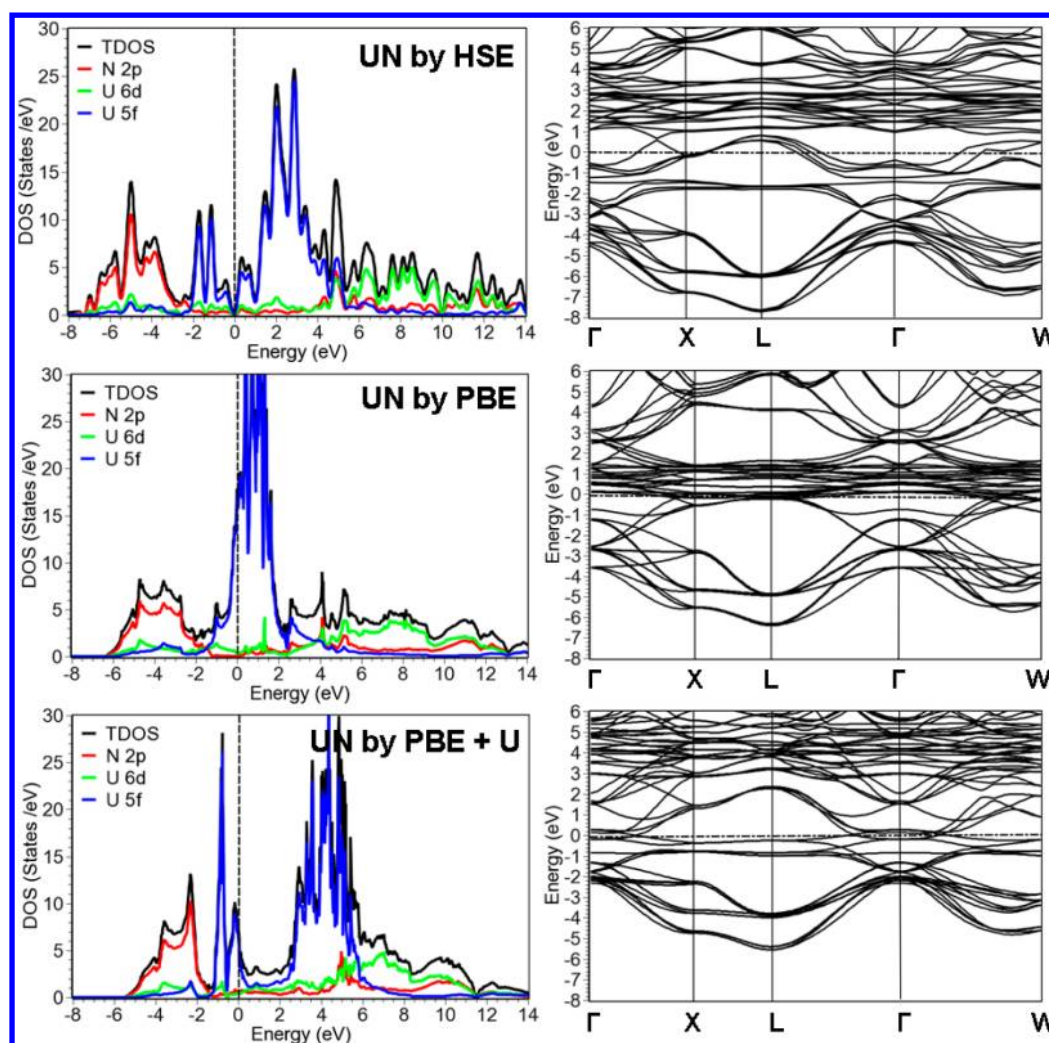 UN by HSE
TDOS
N 2p
U 6d
U 5f
DOS (States /eV)
30
25
20
15
10
5
0
-8 -6 -4 -2 0 2 4 6 8 10 12 14
Energy (eV)
Energy (eV)
6
5
4
3
2
1
0
-1
-2
-3
-4
-5
-6
-7
-8
Γ X L Γ W
UN by PBE
TDOS
N 2p
U 6d
U 5f
DOS (States /eV)
30
25
20
15
10
5
0
-8 -6 -4 -2 0 2 4 6 8 10 12 14
Energy (eV)
Energy (eV)
6
5
4
3
2
1
0
-1
-2
-3
-4
-5
-6
-7
-8
Γ X L Γ W
UN by PBE + U
TDOS
N 2p
U 6d
U 5f
DOS (States /eV)
30
25
20
15
10
5
0
-8 -6 -4 -2 0 2 4 6 8 10 12 14
Energy (eV)
Energy (eV)
6
5
4
3
2
1
0
-1
-2
-3
-4
-5
-6
-7
-8
Γ X L Γ W